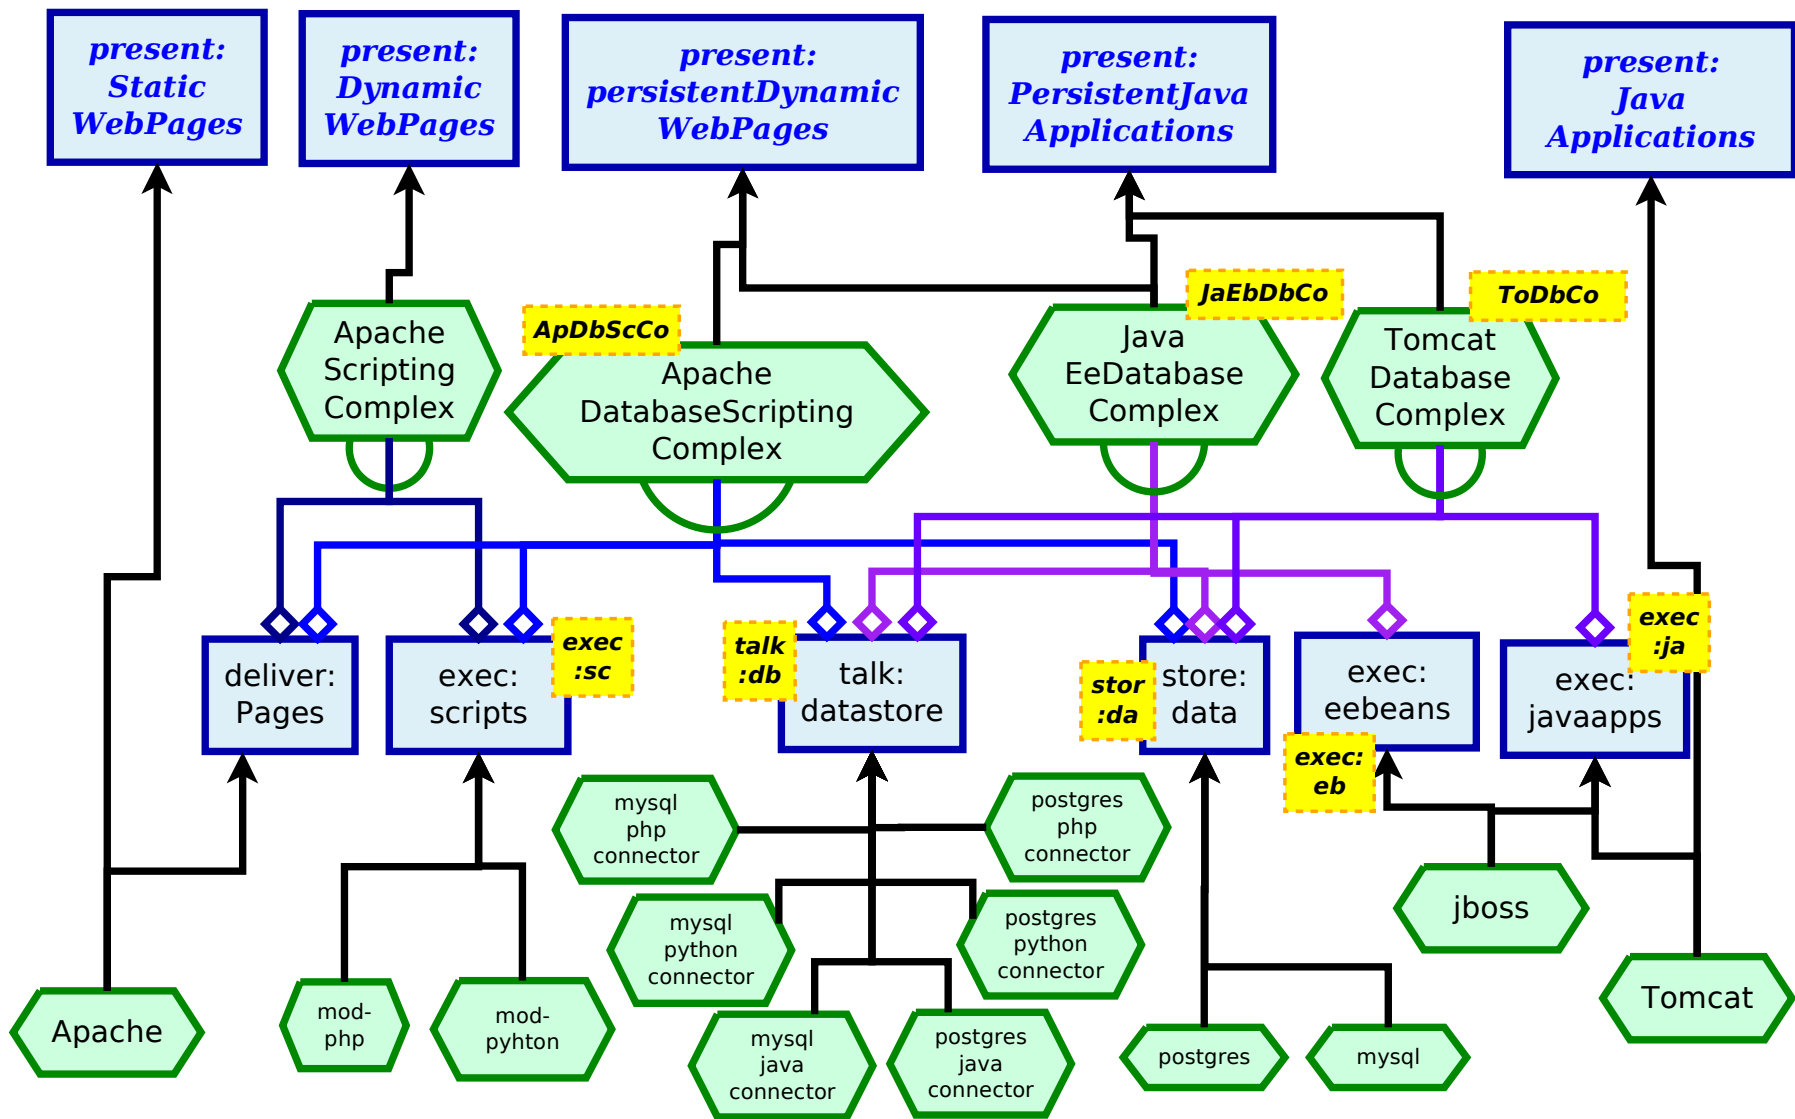 present:
Static
WebPages
present:
Dynamic
WebPages
present:
persistentDynamic
WebPages
present:
PersistentJava
Applications
present:
Java
Applications
Apache
Scripting
Complex
ApDbScCo
Apache
DatabaseScripting
Complex
JaEbDbCo
Java
EeDatabase
Complex
ToDbCo
Tomcat
Database
Complex
deliver:
Pages
exec:
scripts
exec
:sc
talk
:db
talk:
datastore
stor
:da
store:
data
exec:
eebeans
exec:
eb
exec:
javaapps
exec
:ja
mysql
php
connector
postgres
php
connector
mysql
python
connector
postgres
python
connector
mysql
java
connector
postgres
java
connector
jboss
Apache
mod-
php
mod-
pyhton
postgres
mysql
Tomcat